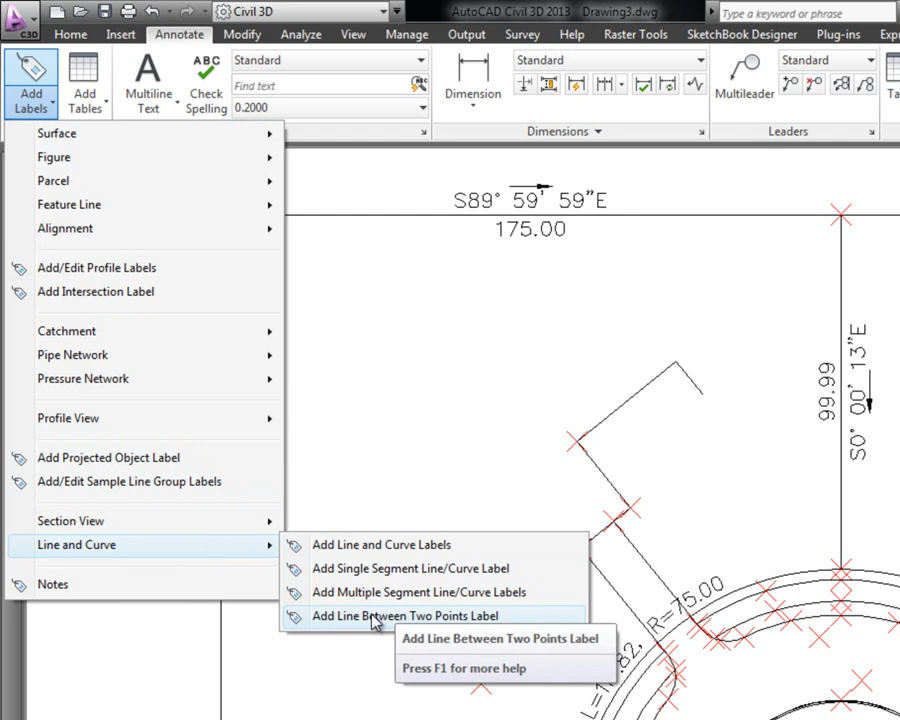 C3D
Civil 3D
AutoCAD Civil 3D 2013 Drawing3.dwg
Type a keyword or phrase
Home Insert Annotate Modify Analyze View Manage Output Survey Help Raster Tools SketchBook Designer Plug-ins
Add Labels
Add Tables
Multiline Text
ABC Check Spelling
Standard
Find text
0.2000
Dimension
Standard
Dimensions
Multileader
Standard
Leaders
Surface
Figure
Parcel
Feature Line
Alignment
Add/Edit Profile Labels
Add Intersection Label
Catchment
Pipe Network
Pressure Network
Profile View
Add Projected Object Label
Add/Edit Sample Line Group Labels
Section View
Line and Curve
Notes
Add Line and Curve Labels
Add Single Segment Line/Curve Label
Add Multiple Segment Line/Curve Labels
Add Line Between Two Points Label
Add Line Between Two Points Label
Press F1 for more help
S89° 59' 59"E
175.00
99.99
S0° 00' 13"E
R=75.00